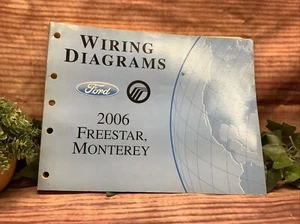 WIRING
DIAGRAMS
Ford
2006
FREESTAR,
MONTEREY